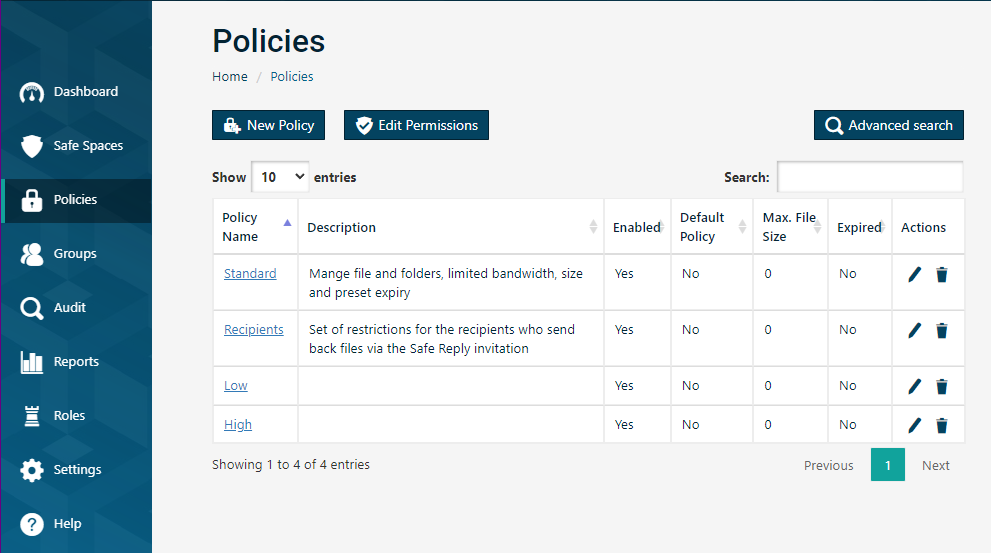 Policies
Home / Policies
Dashboard
Safe Spaces
Policies
Groups
Audit
Reports
Roles
Settings
Help
New Policy
Edit Permissions
Advanced search
Show 10 entries
Search:
Policy Name
Description
Enabled
Default Policy
Max. File Size
Expired
Actions
Standard
Mange file and folders, limited bandwidth, size
and preset expiry
Yes
No
0
No
Recipients
Set of restrictions for the recipients who send
back files via the Safe Reply invitation
Yes
No
0
No
Low
Yes
No
0
No
High
Yes
No
0
No
Showing 1 to 4 of 4 entries
Previous
1
Next